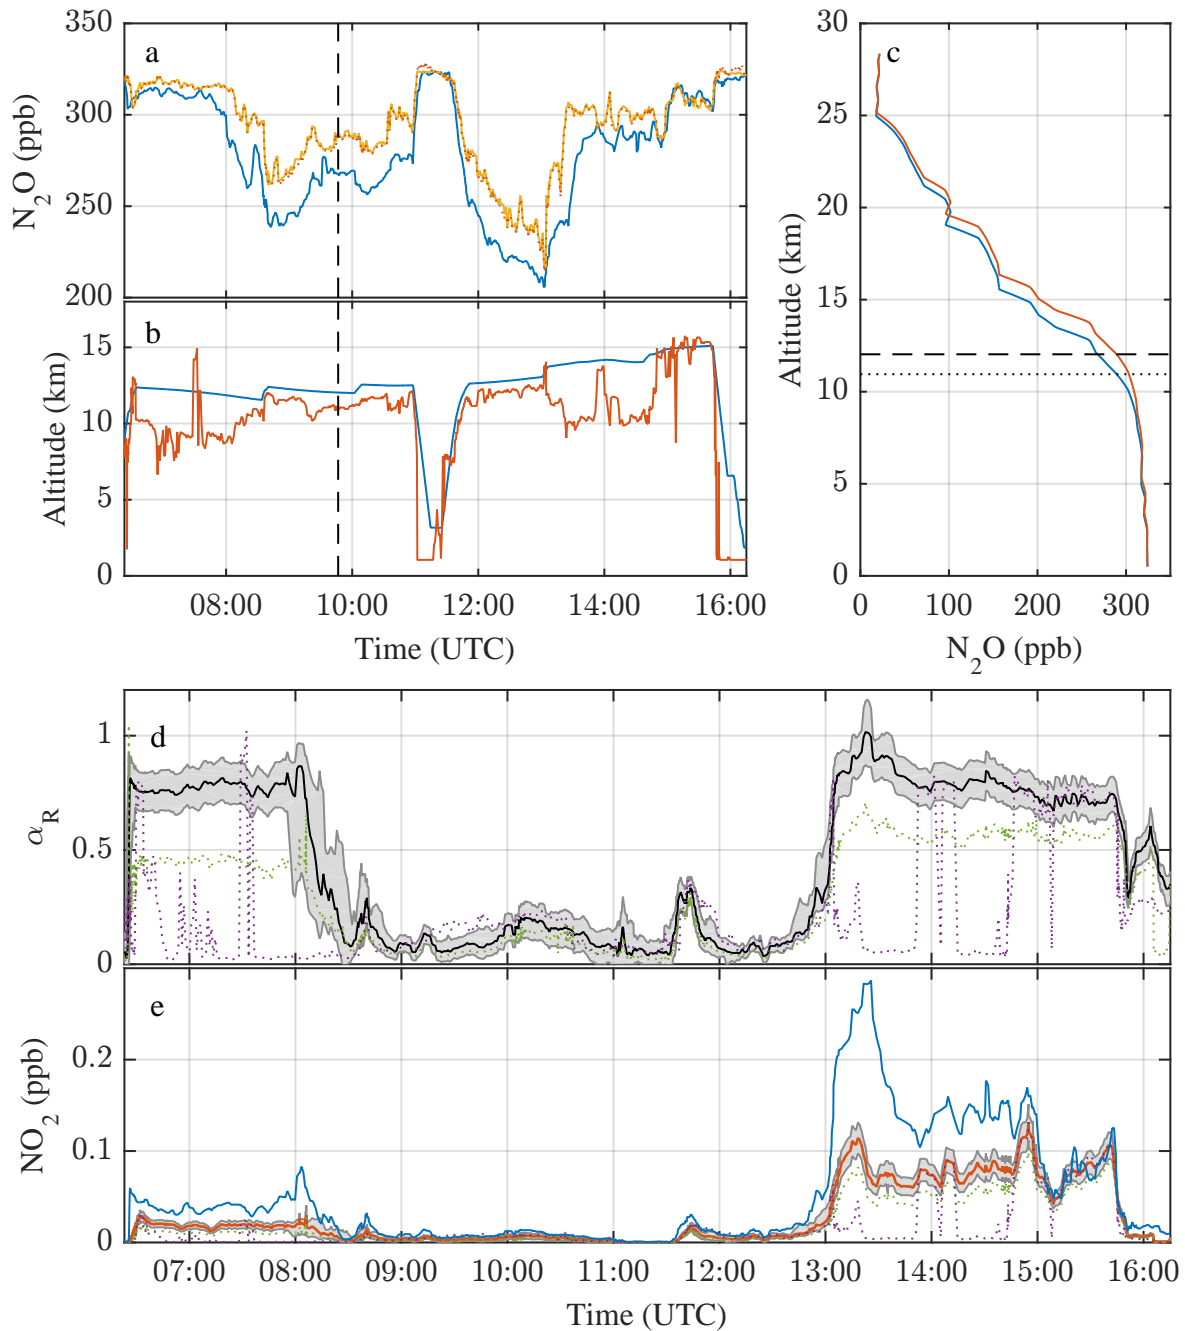 350
300
250
200
N2O (ppb)
a
15
10
5
0
Altitude (km)
b
08:00 10:00 12:00 14:00 16:00
Time (UTC)
30
25
20
15
10
5
0
Altitude (km)
c
0 100 200 300
N2O (ppb)
1
0.5
0
αR
d
0.2
0.1
0
NO2 (ppb)
e
07:00 08:00 09:00 10:00 11:00 12:00 13:00 14:00 15:00 16:00
Time (UTC)